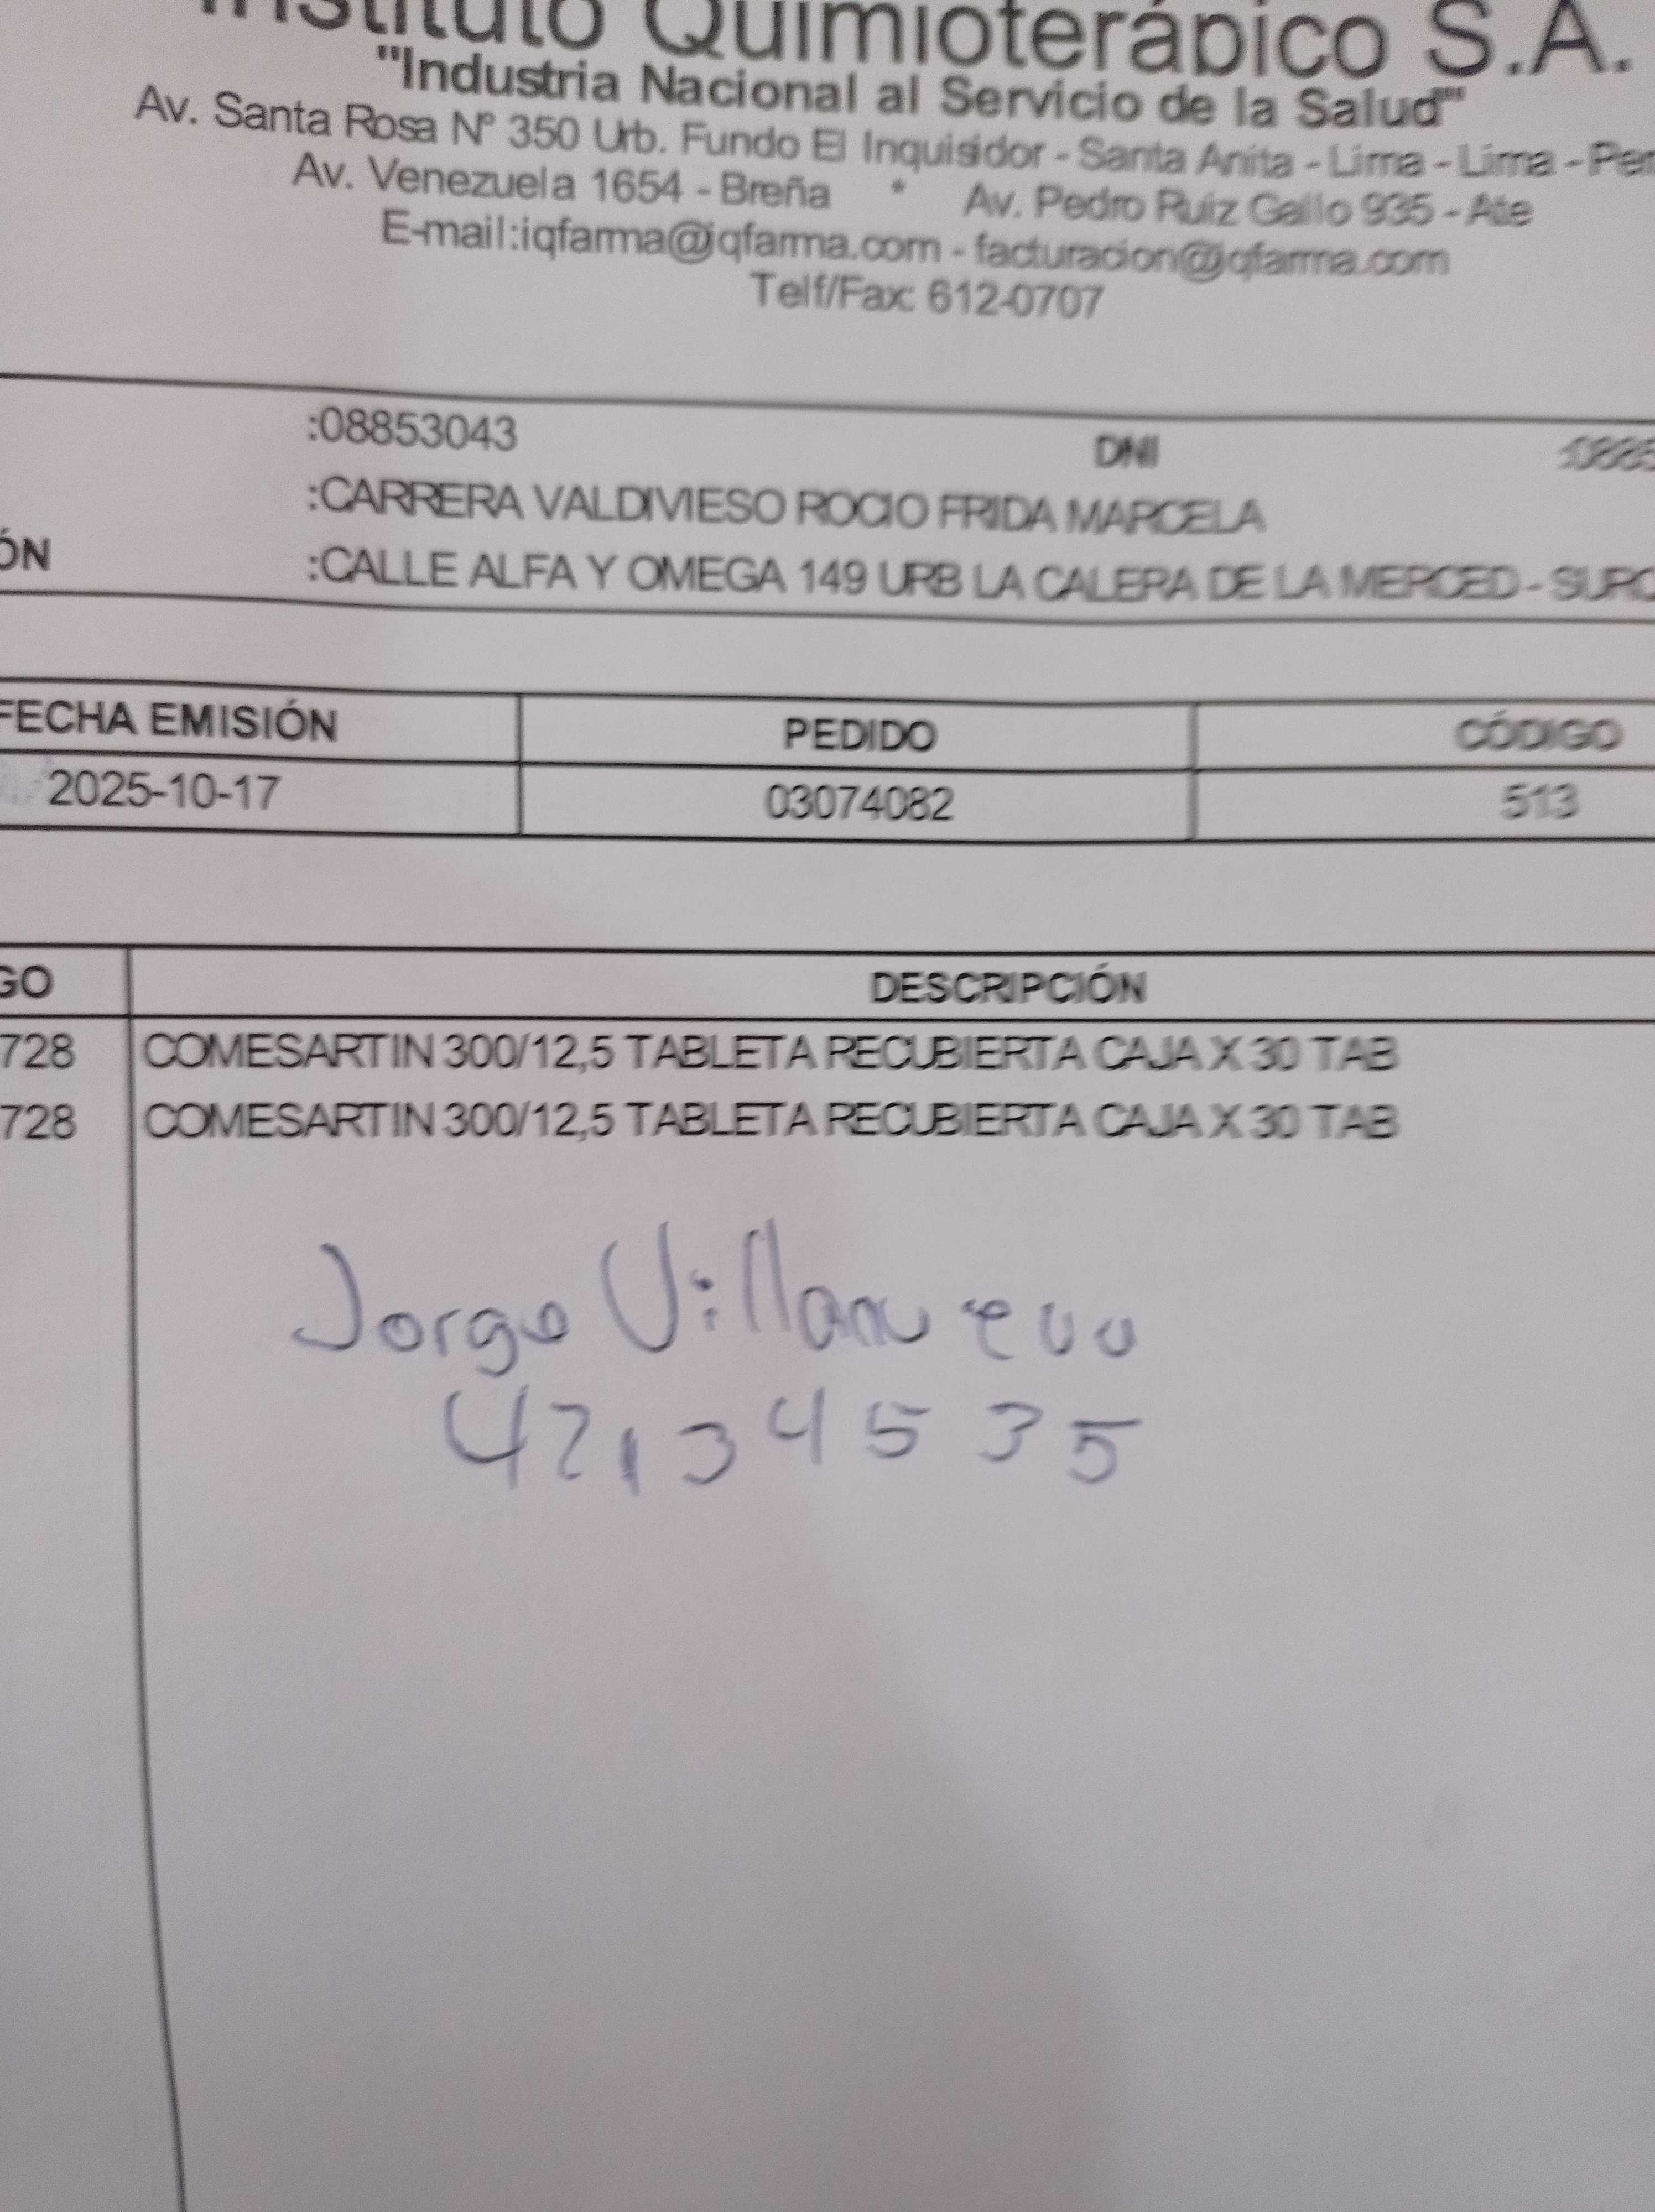 Instituto Quimioterápico S.A.
"Industria Nacional al Servicio de la Salud"
Av. Santa Rosa Nº 350 Urb. Fundo El Inquisidor - Santa Anita - Lima - Lima - Per
Av. Venezuela 1654 - Breña * Av. Pedro Ruiz Gallo 935 - Ate
E-mail:iqfarma@iqfarma.com - facturacion@iqfarma.com
Telf/Fax: 612-0707
:08853043 DNI :0885
:CARRERA VALDIVIESO ROCIO FRIDA MARCELA
ÓN :CALLE ALFA Y OMEGA 149 URB LA CALERA DE LA MERCED - SURC
FECHA EMISIÓN PEDIDO CÓDIGO
2025-10-17 03074082 513
GO DESCRIPCIÓN
728 COMESARTIN 300/12,5 TABLETA RECUBIERTA CAJA X 30 TAB
728 COMESARTIN 300/12,5 TABLETA RECUBIERTA CAJA X 30 TAB
Jorge Villanueva
42134535